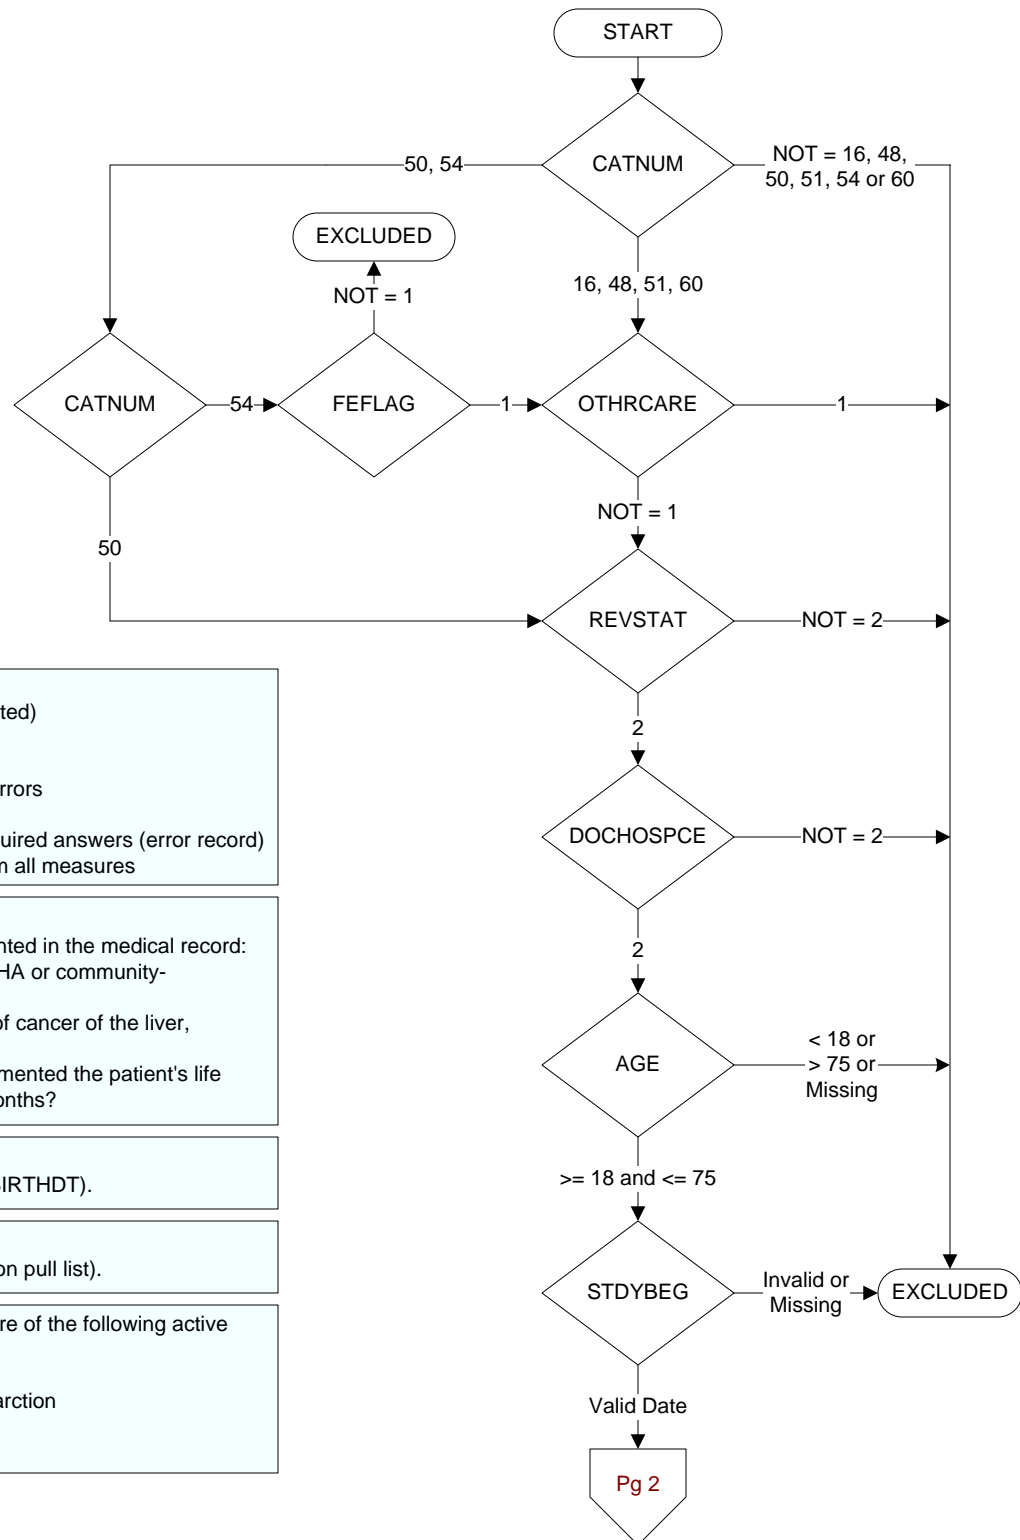 START
CATNUM
50, 54
NOT = 16, 48,
50, 51, 54 or 60
EXCLUDED
NOT = 1
16, 48, 51, 60
CATNUM
54
FEFLAG
1
OTHRCARE
1
NOT = 1
50
REVSTAT
NOT = 2
2
DOCHOSPCE
NOT = 2
2
AGE
< 18 or
> 75 or
Missing
>= 18 and <= 75
STDYBEG
Invalid or
Missing
EXCLUDED
Valid Date
Pg 2
ted)
rrors
uired answers (error record)
m all measures
nted in the medical record:
HA or community-
of cancer of the liver,
mented the patient's life
onths?
BIRTHDT).
on pull list).
re of the following active
arction